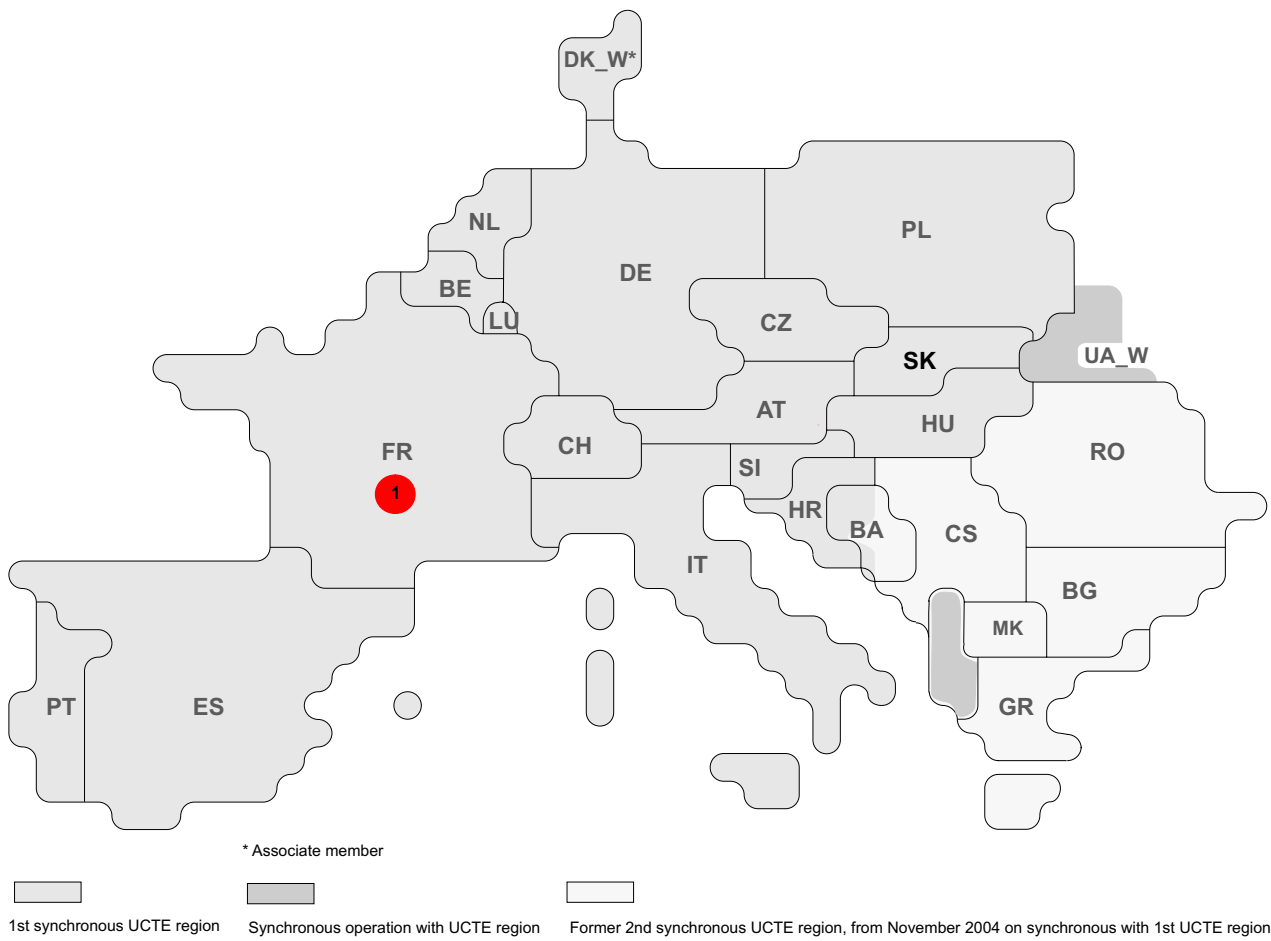 DK_W*
NL
PL
DE
BE
LU
CZ
UA_W
SK
AT
HU
FR
CH
RO
SI
1
HR
BA
CS
IT
BG
MK
PT
ES
GR
* Associate member
1st synchronous UCTE region
Synchronous operation with UCTE region
Former 2nd synchronous UCTE region, from November 2004 on synchronous with 1st UCTE region